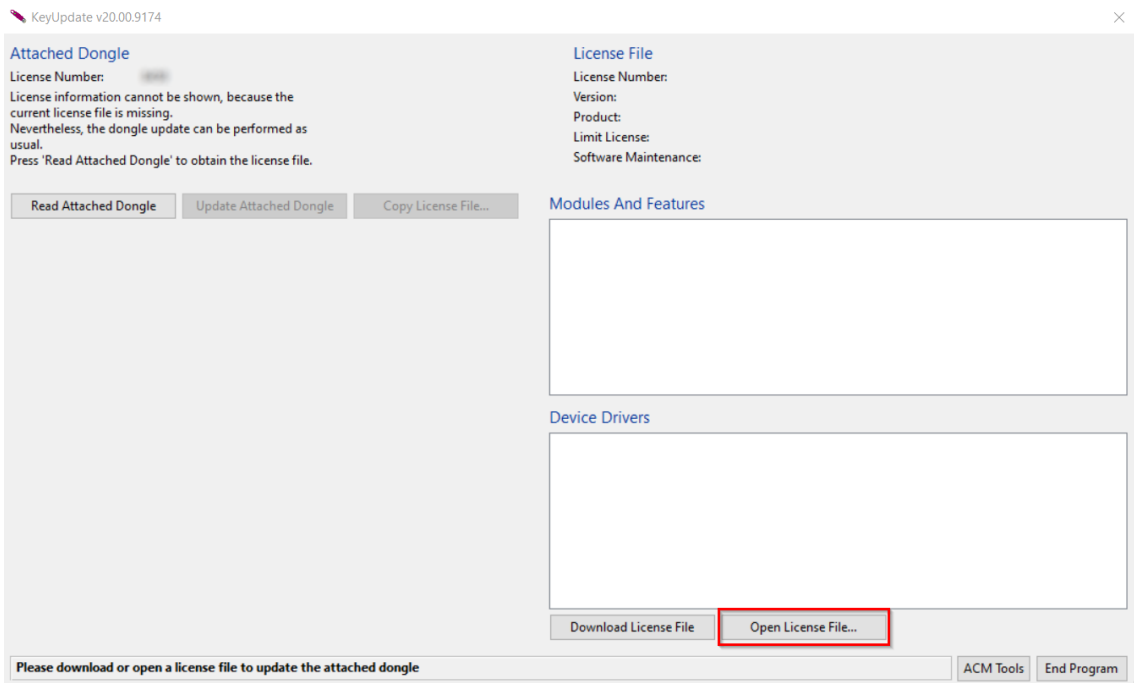 KeyUpdate v20.00.9174
Attached Dongle
License Number:
License information cannot be shown, because the
current license file is missing.
Nevertheless, the dongle update can be performed as
usual.
Press 'Read Attached Dongle' to obtain the license file.
Read Attached Dongle
Update Attached Dongle
Copy License File...
License File
License Number:
Version:
Product:
Limit License:
Software Maintenance:
Modules And Features
Device Drivers
Download License File
Open License File...
Please download or open a license file to update the attached dongle
ACM Tools
End Program